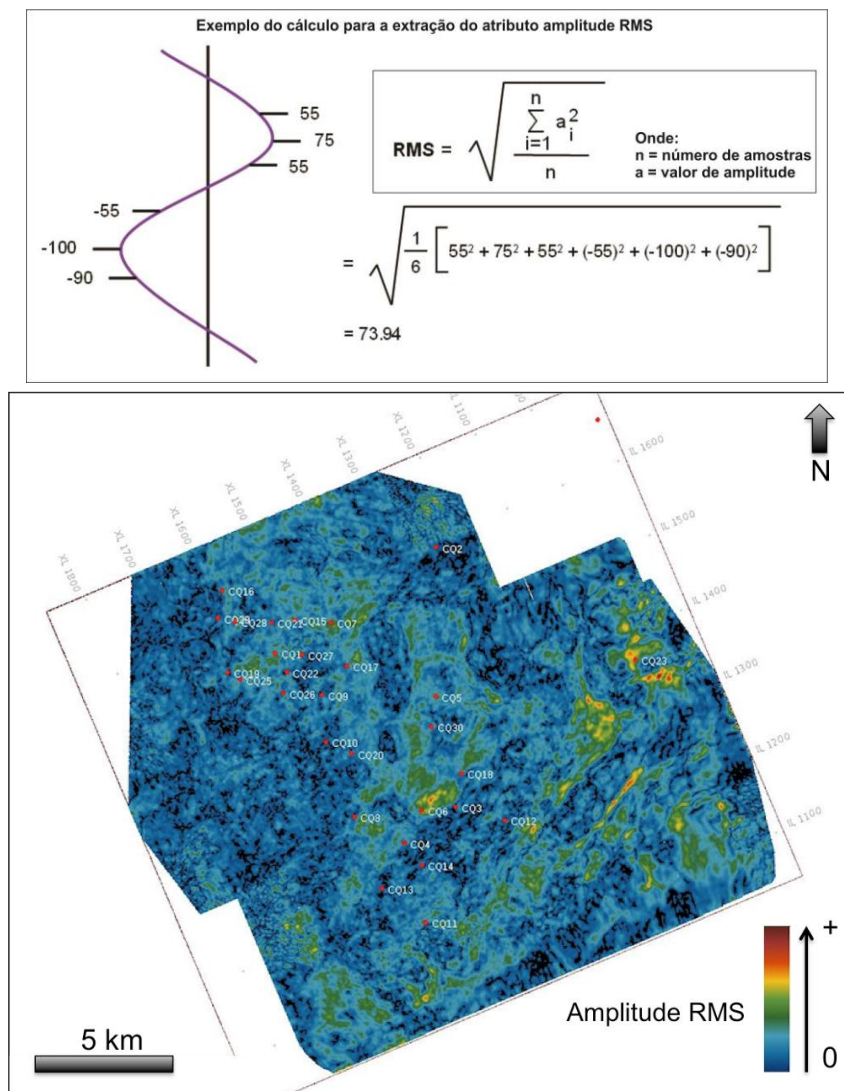 Exemplo do cálculo para a extração do atributo amplitude RMS
55
75
55
-55
-100
-90
RMS = √ n Σ i=1 a i 2 / n
Onde:
n = número de amostras
a = valor de amplitude
= √ 1/6 [ 55² + 75² + 55² + (-55)² + (-100)² + (-90)² ]
= 73.94
N
XL 1800
XL 1700
XL 1600
XL 1500
XL 1400
XL 1300
XL 1200
XL 1100
IL 1600
IL 1500
IL 1400
IL 1300
IL 1200
IL 1100
CQ2
CQ16
CQ28
CQ21
CQ15
CQ7
CQ1
CQ27
CQ17
CQ23
CQ19
CQ25
CQ22
CQ26
CQ9
CQ5
CQ30
CQ10
CQ20
CQ18
CQ8
CQ6
CQ3
CQ12
CQ4
CQ14
CQ13
CQ11
5 km
Amplitude RMS
+
0